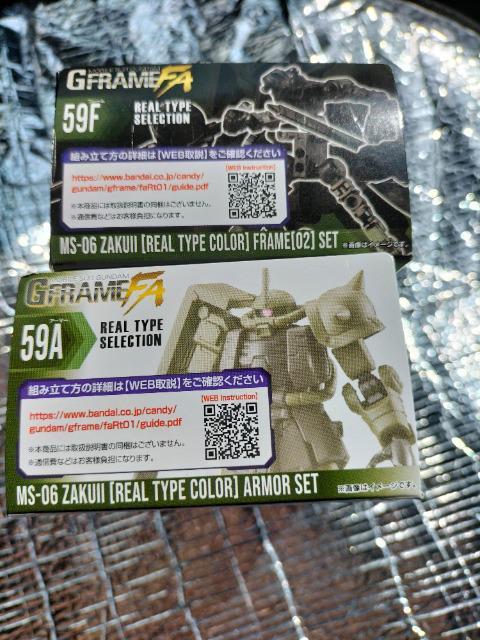 MOBILE SUIT GUNDAM
GFRAMEFA
59F
REAL TYPE
SELECTION
組み立て方の詳細は【WEB取説】をご確認ください
https://www.bandai.co.jp/candy/
gundam/gframe/faRt01/guide.pdf
[WEB Instruction]
※本商品には取扱説明書の同梱はございません。
※通信費などはお客様負担になります。
MS-06 ZAKUII [REAL TYPE COLOR] FRAME[02] SET
※画像はイメージです。
MOBILE SUIT GUNDAM
GFRAMEFA
59A
REAL TYPE
SELECTION
組み立て方の詳細は【WEB取説】をご確認ください
https://www.bandai.co.jp/candy/
gundam/gframe/faRt01/guide.pdf
[WEB Instruction]
※本商品には取扱説明書の同梱はございません。
※通信費などはお客様負担になります。
MS-06 ZAKUII [REAL TYPE COLOR] ARMOR SET
※画像はイメージです。